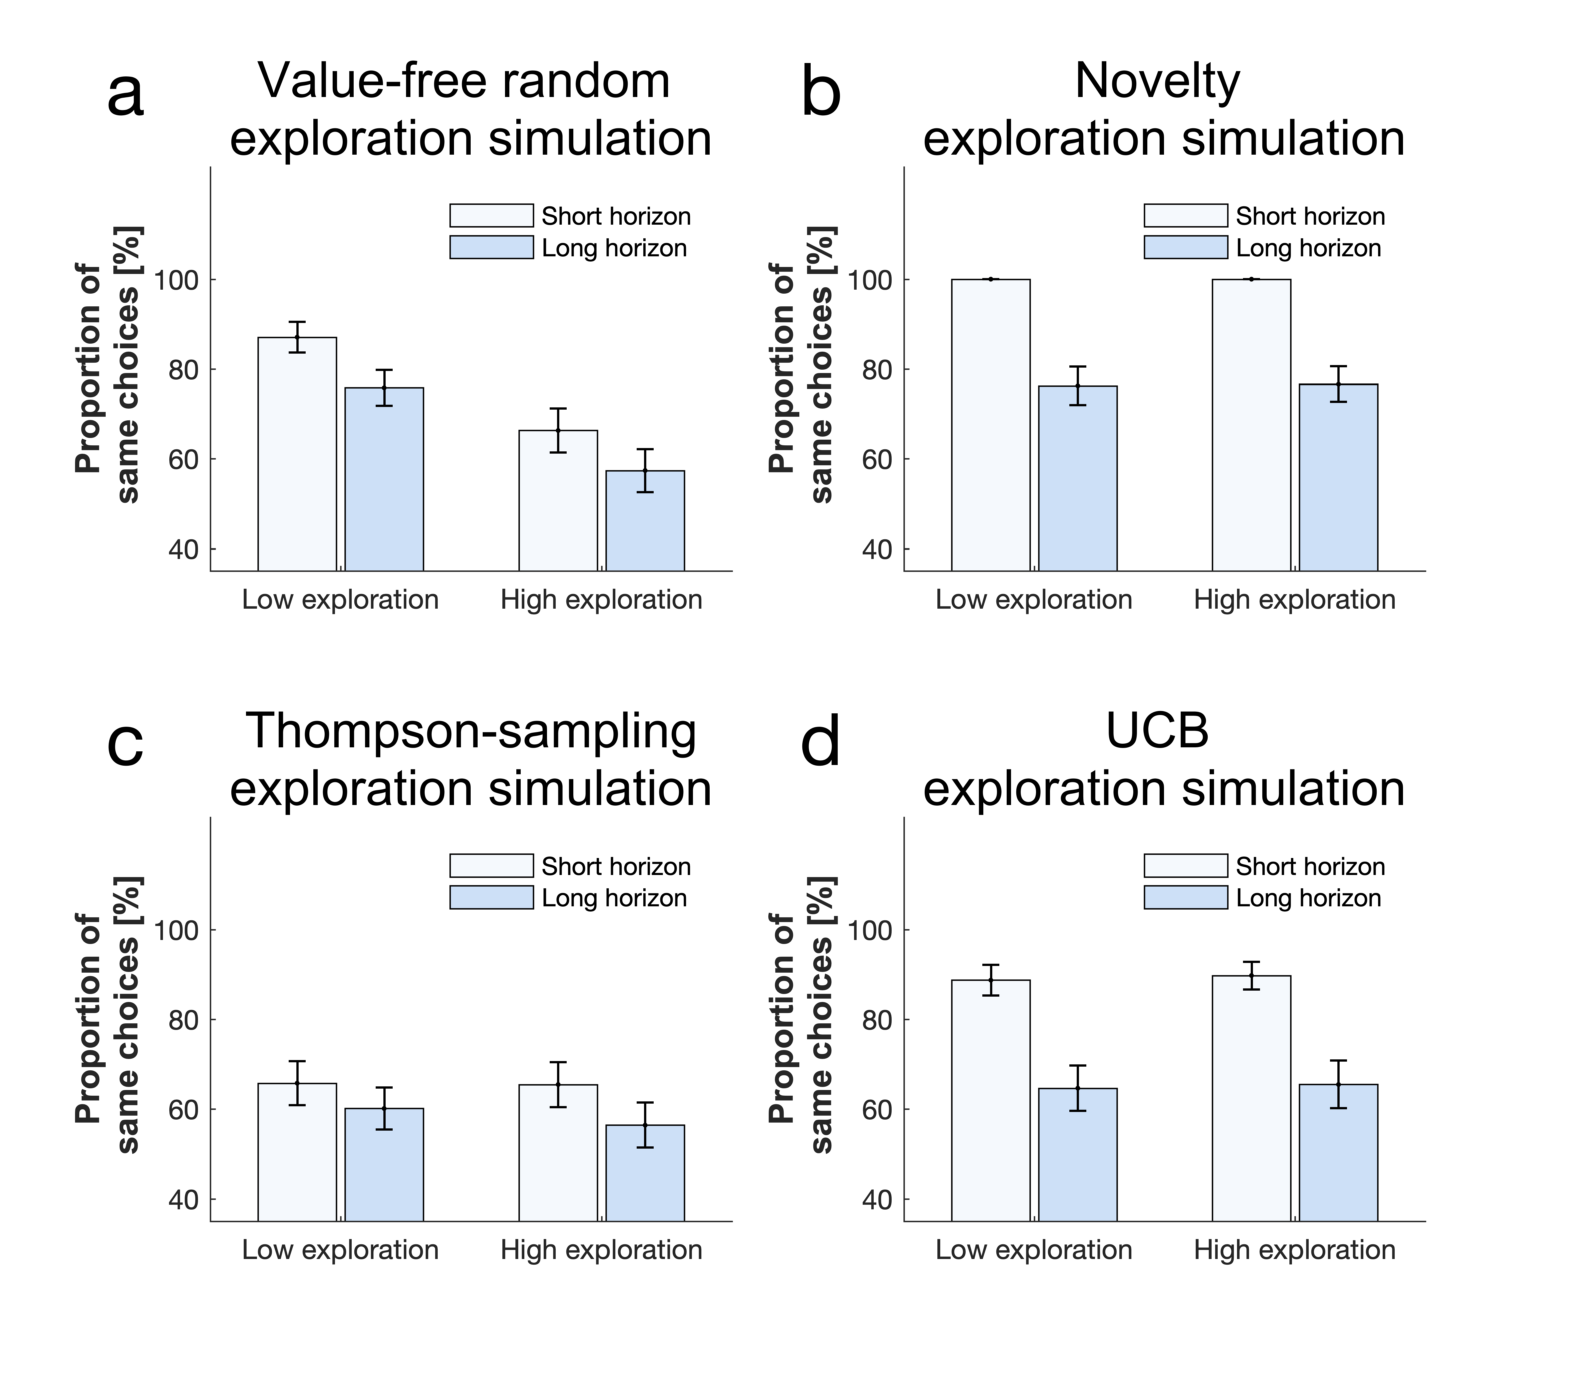 a
Value-free random
exploration simulation
Proportion of
same choices [%]
100
80
60
40
Short horizon
Long horizon
Low exploration
High exploration
b
Novelty
exploration simulation
Proportion of
same choices [%]
100
80
60
40
Short horizon
Long horizon
Low exploration
High exploration
c
Thompson-sampling
exploration simulation
Proportion of
same choices [%]
100
80
60
40
Short horizon
Long horizon
Low exploration
High exploration
d
UCB
exploration simulation
Proportion of
same choices [%]
100
80
60
40
Short horizon
Long horizon
Low exploration
High exploration